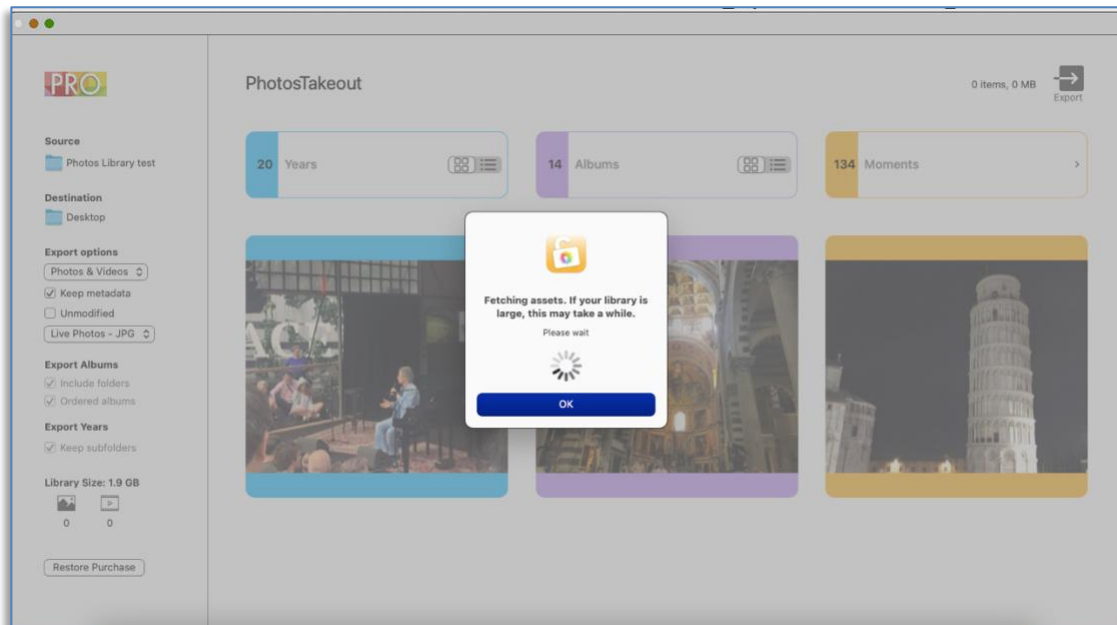 PRO
PhotosTakeout
0 items, 0 MB
Export
Source
Photos Library test
20 Years
14 Albums
134 Moments
Destination
Desktop
Export options
Photos & Videos
Keep metadata
Unmodified
Live Photos - JPG
Export Albums
Include folders
Ordered albums
Export Years
Keep subfolders
Library Size: 1.9 GB
0 0
Restore Purchase
Fetching assets. If your library is
large, this may take a while.
Please wait
OK